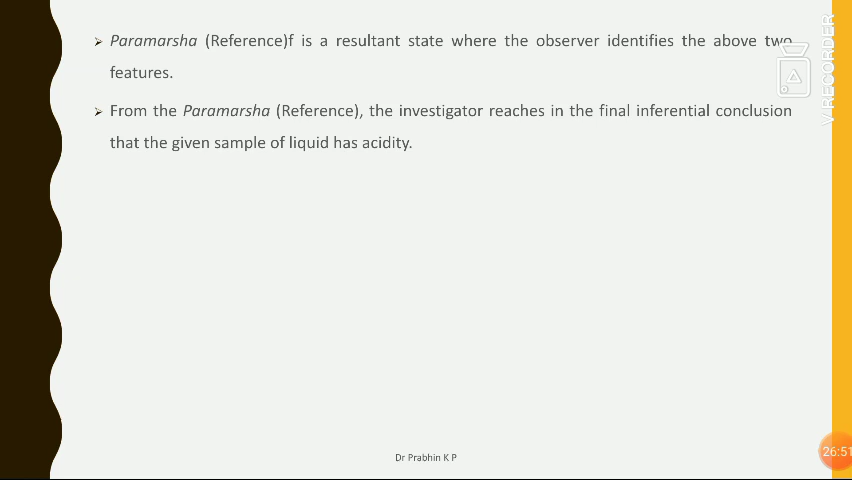 ➢ Paramarsha (Reference)f is a resultant state where the observer identifies the above two
features.
➢ From the Paramarsha (Reference), the investigator reaches in the final inferential conclusion
that the given sample of liquid has acidity.
Dr Prabhin K P
V RECORDER
26:51